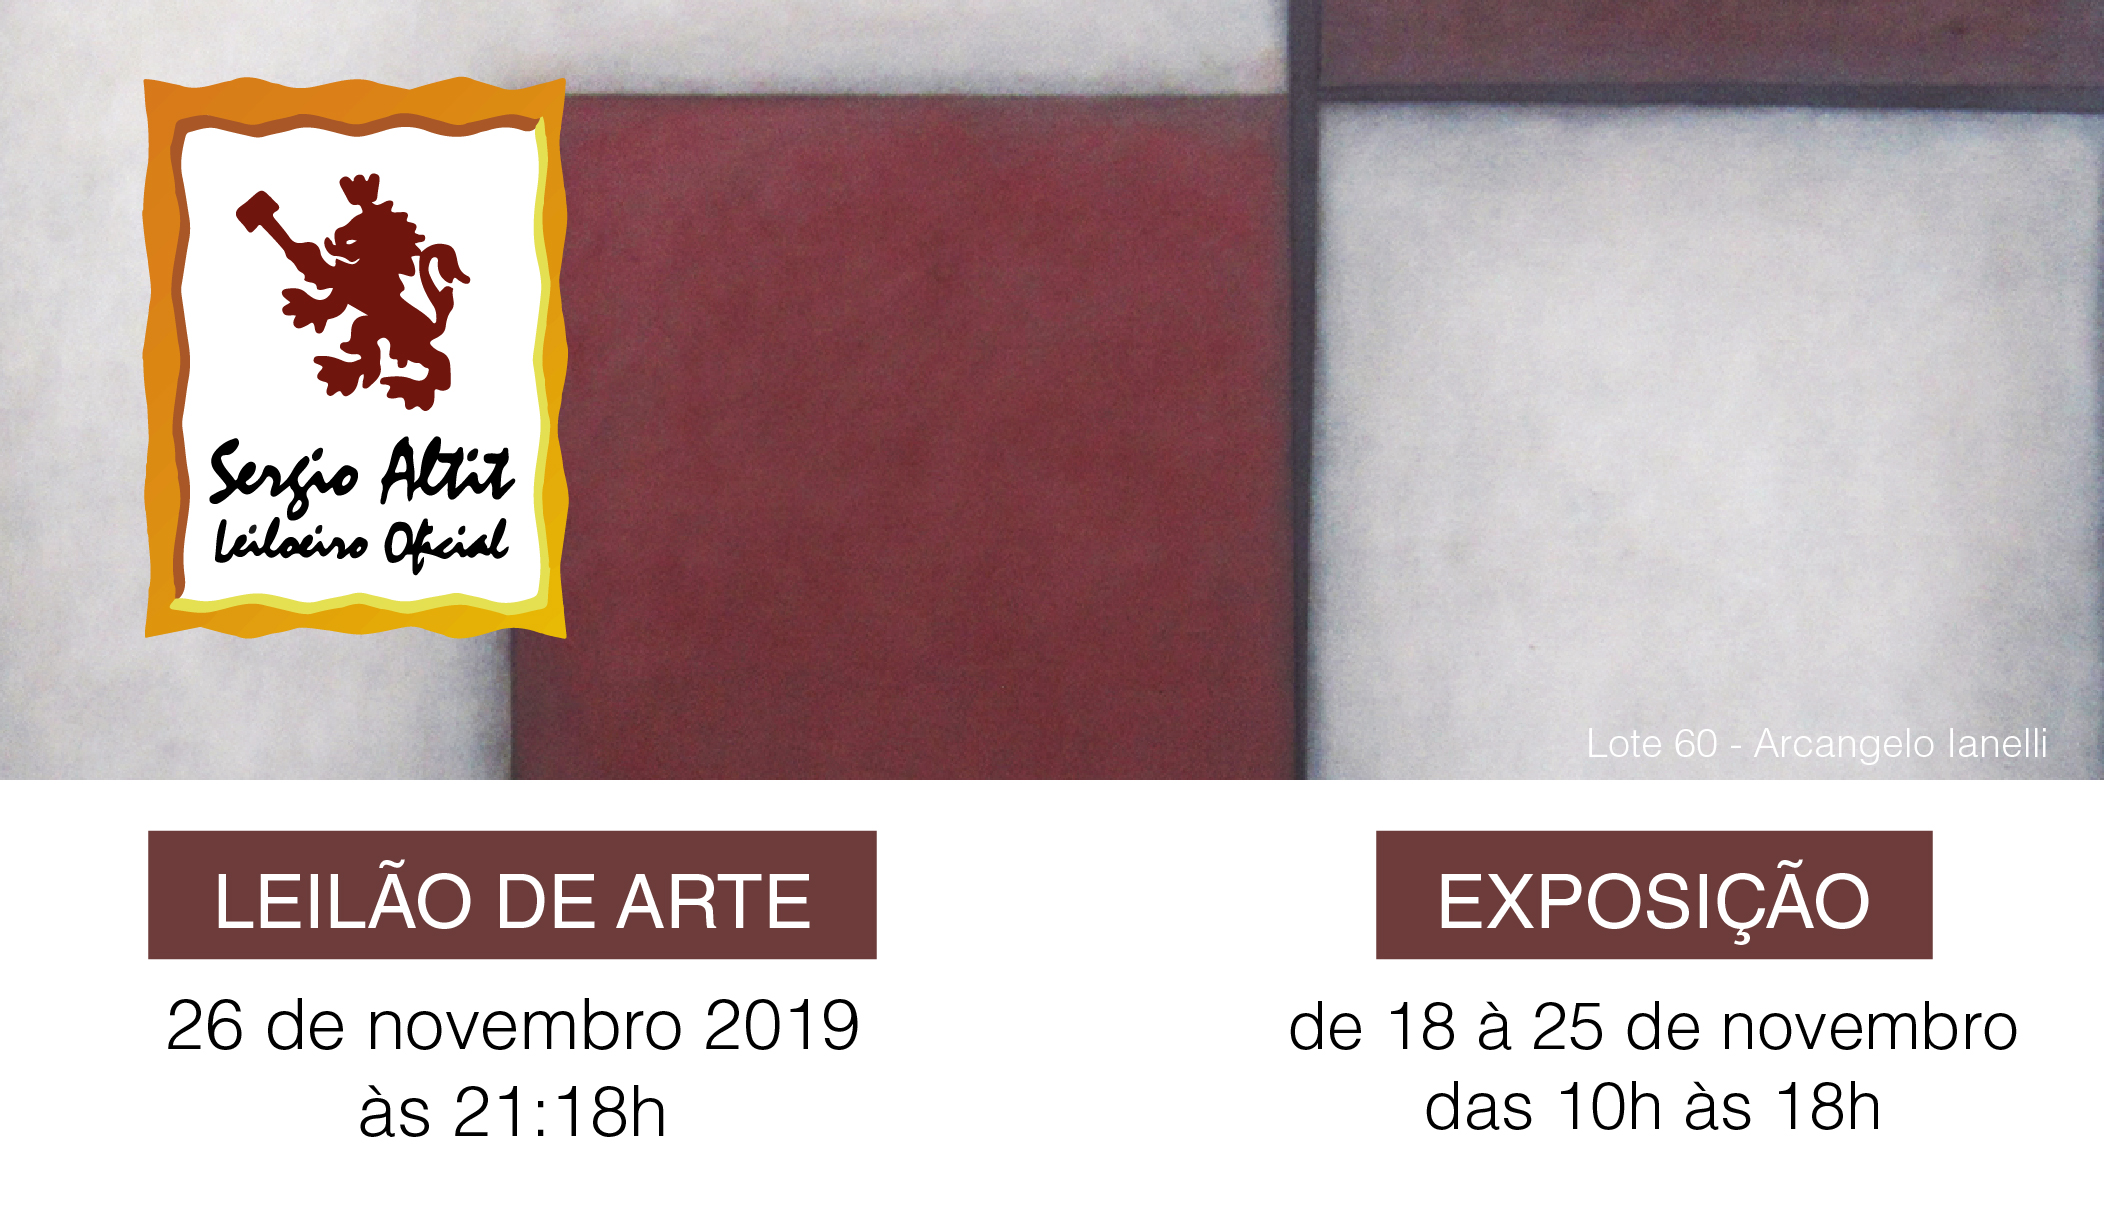 Sergio Altit
Leiloeiro Oficial
Lote 60 - Arcangelo Ianelli
LEILÃO DE ARTE
26 de novembro 2019
às 21:18h
EXPOSIÇÃO
de 18 à 25 de novembro
das 10h às 18h